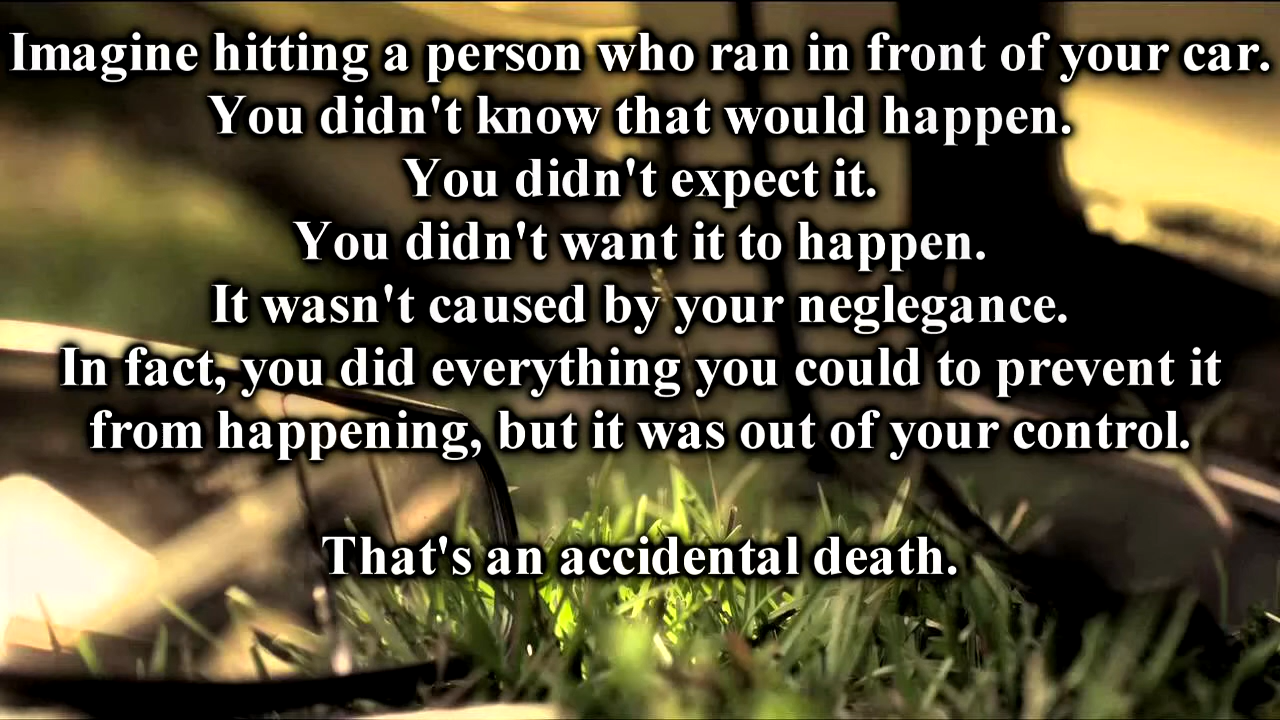 Imagine hitting a person who ran in front of your car.
You didn't know that would happen.
You didn't expect it.
You didn't want it to happen.
It wasn't caused by your neglegance.
In fact, you did everything you could to prevent it
from happening, but it was out of your control.
That's an accidental death.